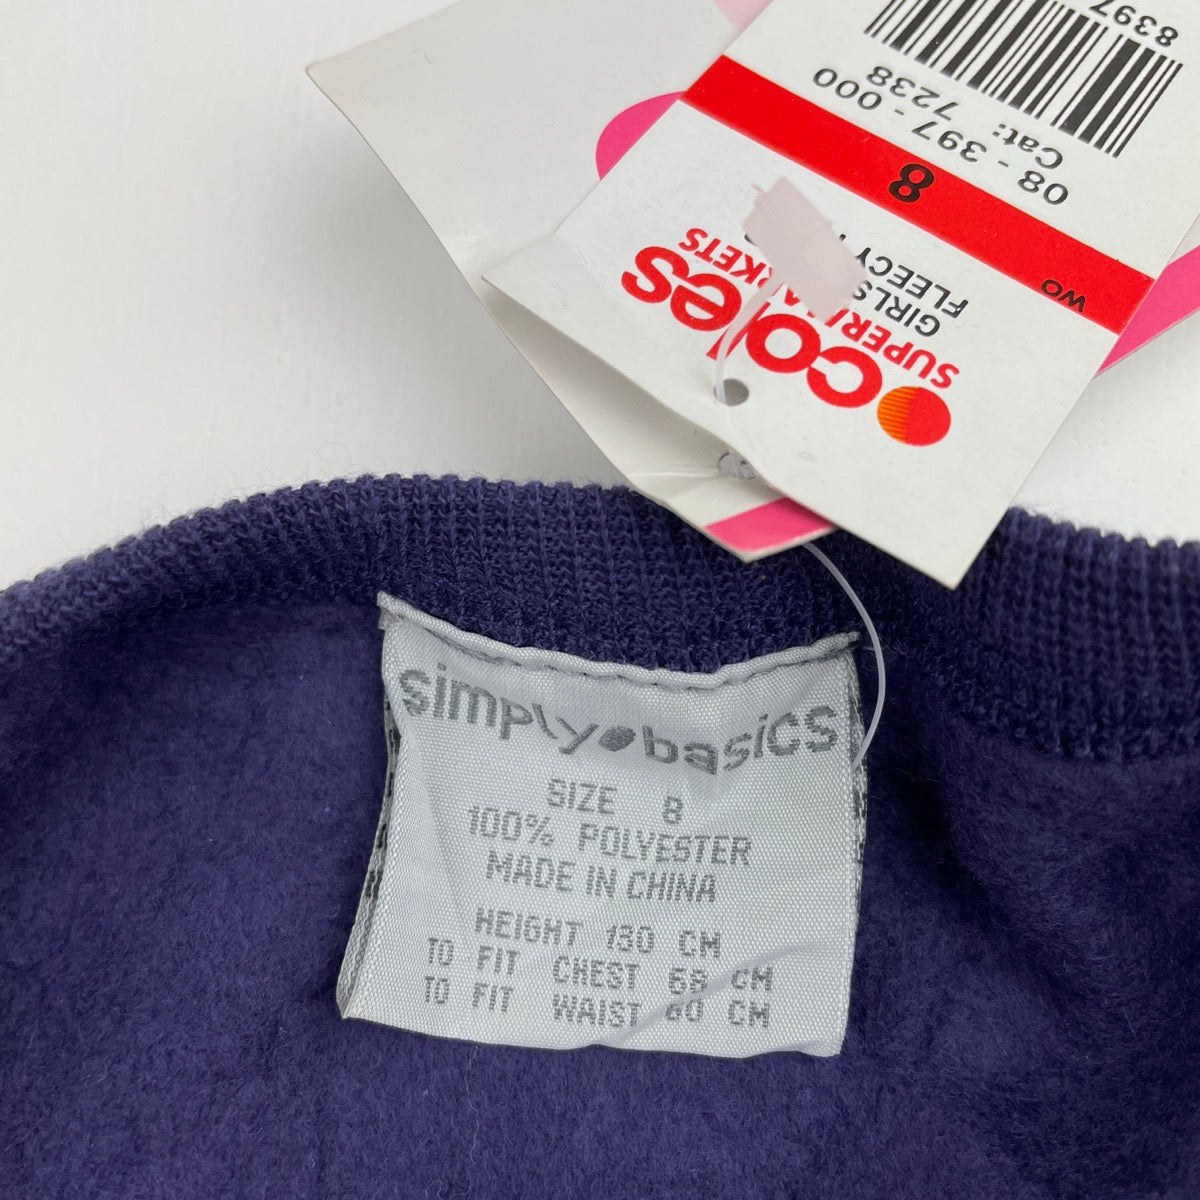 coles
SUPERMARKETS
GIRLS
FLEECY
WO
8
08 - 397 - 000
Cat: 7238
8397
simply basics
SIZE 8
100% POLYESTER
MADE IN CHINA
HEIGHT 130 CM
TO FIT CHEST 68 CM
TO FIT WAIST 60 CM